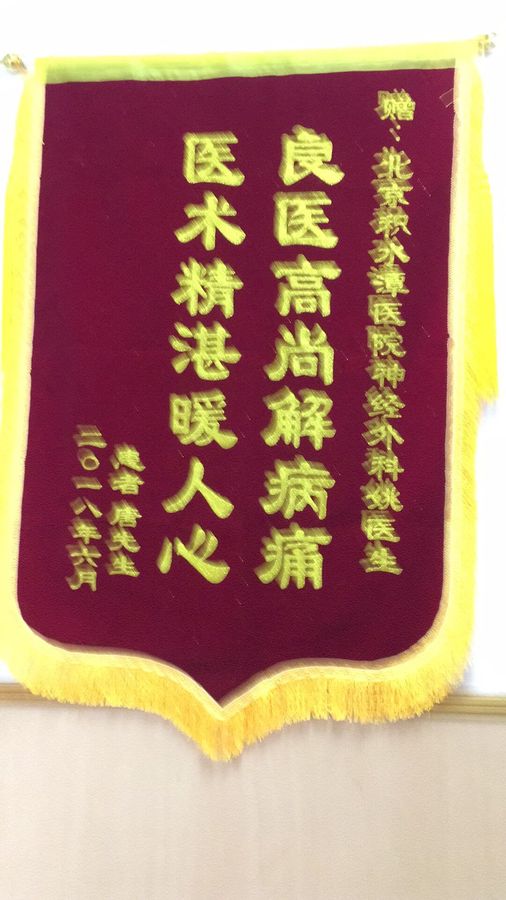 赠：北京积水潭医院神经外科姚医生
良医高尚解病痛
医术精湛暖人心
患者唐先生
二〇一八年六月